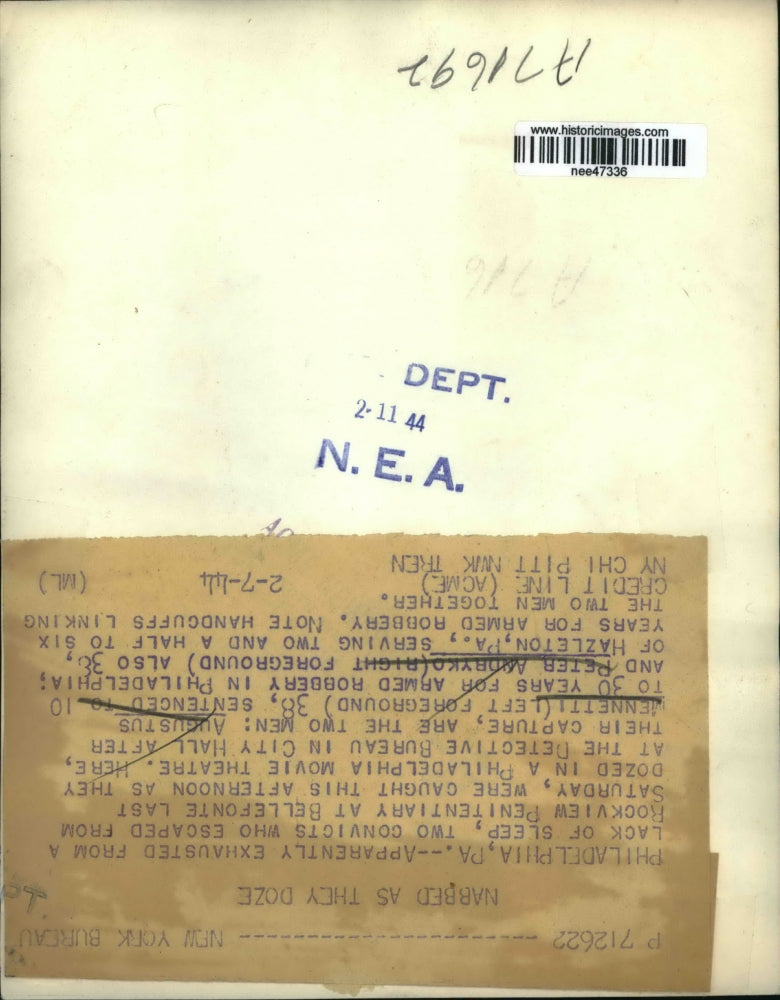 www.historicimages.com
nee47336
DEPT.
2-11 44
N. E. A.
P 712622 ----------------------- NEW YORK BUREAU
NABBED AS THEY DOZE
PHILADELPHIA, PA.--APPARENTLY EXHAUSTED FROM A
LACK OF SLEEP, TWO CONVICTS WHO ESCAPED FROM
ROCKVIEW PENITENTIARY AT BELLEFONTE LAST
SATURDAY, WERE CAUGHT THIS AFTERNOON AS THEY
DOZED IN A PHILADELPHIA MOVIE THEATRE. HERE,
AT THE DETECTIVE BUREAU IN CITY HALL AFTER
THEIR CAPTURE, ARE THE TWO MEN: AUGUSTUS
(LEFT FOREGROUND) 38, SENTENCED TO 10
TO 30 YEARS FOR ARMED ROBBERY IN PHILADELPHIA;
AND PETER ANDRYKO(RIGHT FOREGROUND) ALSO 38,
OF HAZLETON, PA., SERVING TWO AND A HALF TO SIX
YEARS FOR ARMED ROBBERY. NOTE HANDCUFFS LINKING
THE TWO MEN TOGETHER.
CREDIT LINE (ACME) 2-7-44 (ML)
NY CHI PITT NWK TREN